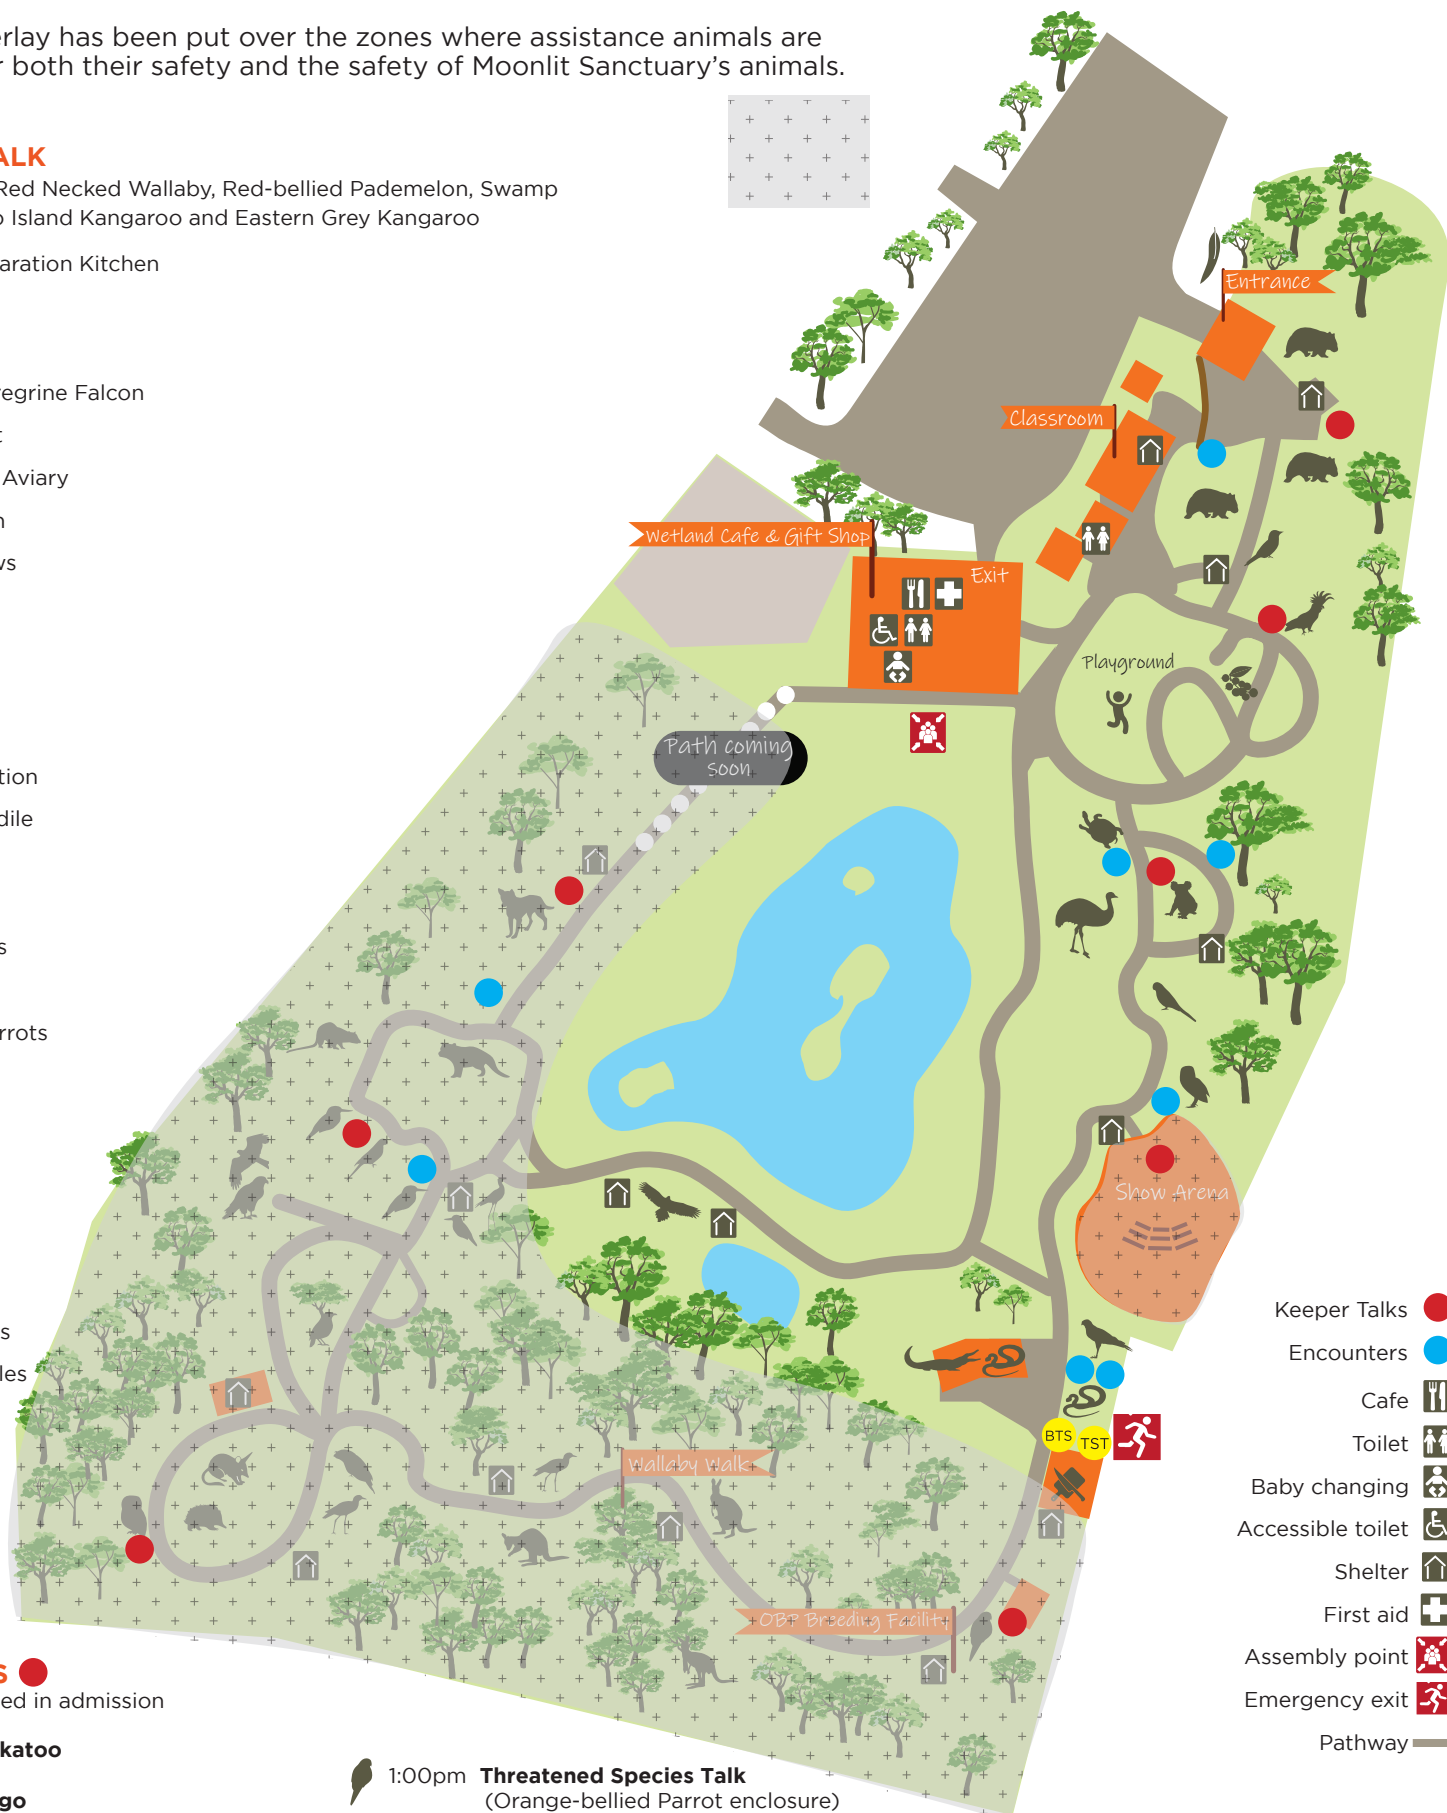 erlay has been put over the zones where assistance animals are
r both their safety and the safety of Moonlit Sanctuary's animals.
ALK
Red Necked Wallaby, Red-bellied Pademelon, Swamp
o Island Kangaroo and Eastern Grey Kangaroo
aration Kitchen
Entrance
regrine Falcon
Classroom
t
Aviary
n
Wetland Cafe & Gift Shop
ws
Exit
Playground
Path coming
soon
tion
dile
s
rrots
Show Arena
Keeper Talks
s
Encounters
les
Cafe
BTS
TST
Toilet
Wallaby Walk
Baby changing
Accessible toilet
Shelter
First aid
OBP Breeding Facility
Assembly point
S
Emergency exit
ed in admission
Pathway
katoo
1:00pm Threatened Species Talk
(Orange-bellied Parrot enclosure)
go